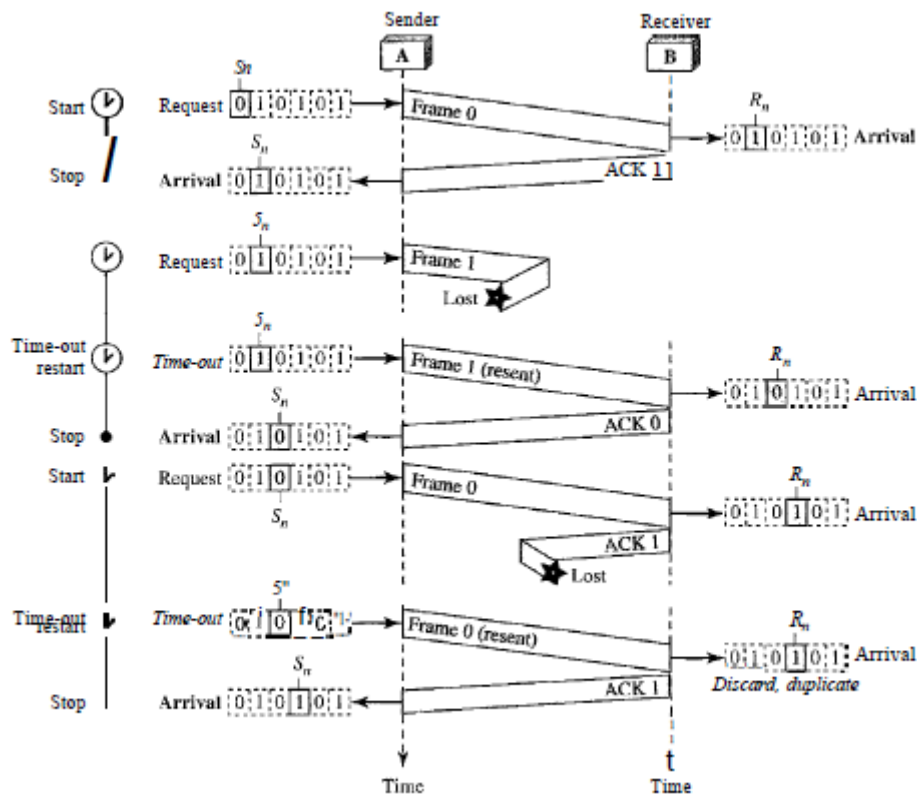 Sender
Receiver
A
B
Sn
Start
Request
0 1 0 1 0 1
Frame 0
Rn
0 1 0 1 0 1
Arrival
Sn
Stop
Arrival
0 1 0 1 0 1
ACK 1]
5n
Request
0 1 0 1 0 1
Frame 1
Lost
5n
Time-out
restart
Time-out
0 1 0 1 0 1
Frame 1 (resent)
Rn
0 1 0 1 0 1
Arrival
Sn
Stop
Arrival
0 1 0 1 0 1
ACK 0
Start
Request
0 1 0 1 0 1
Frame 0
Sn
Rn
0 1 0 1 0 1
Arrival
ACK 1
Lost
5"
Time-out
restart
Time-out
Frame 0 (resent)
Rn
0 1 0 1 0 1
Arrival
Discard, duplicate
Sn
Stop
Arrival
0 1 0 1 0 1
ACK 1
t
Time
Time